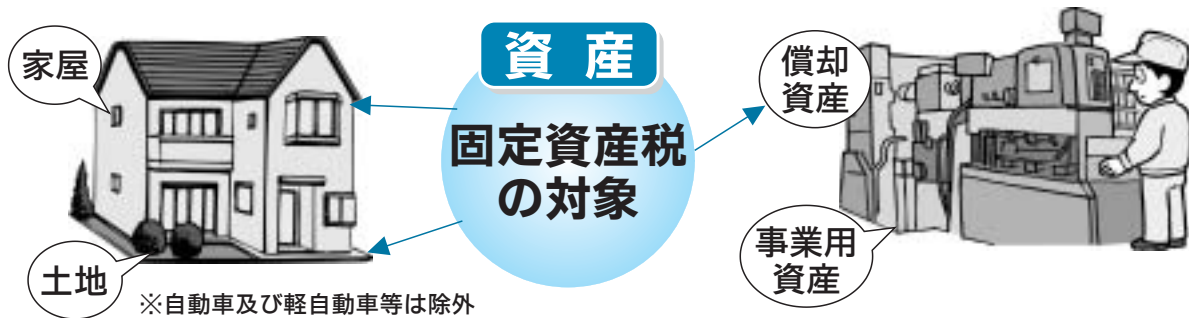 家屋
土地
※自動車及び軽自動車等は除外
資産
固定資産税
の対象
償却
資産
事業用
資産